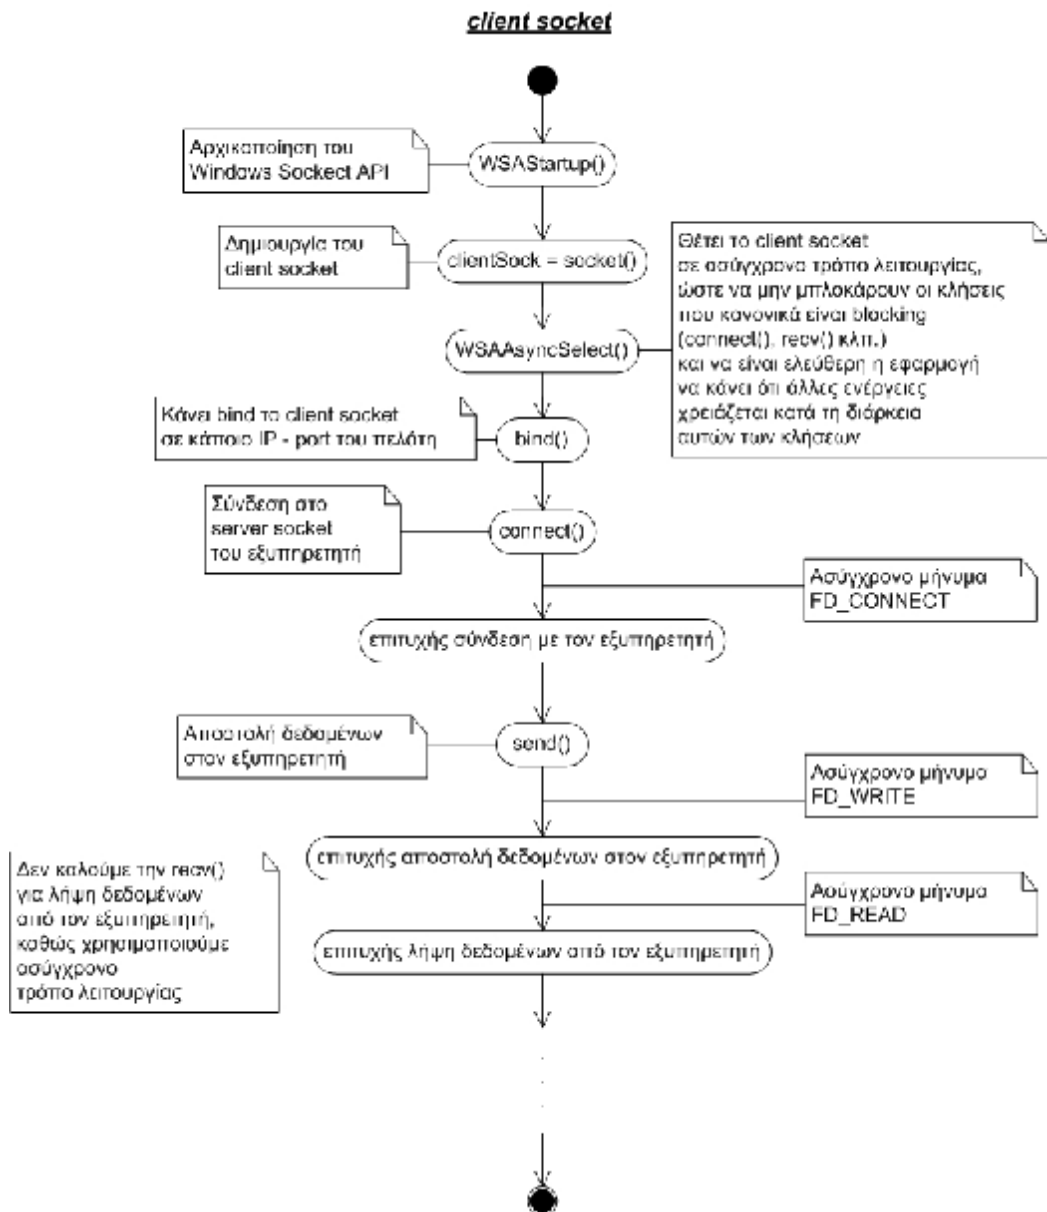 client socket
Αρχικοποίηση του
Windows Sockect API
WSAStartup()
Δημιουργία του
client socket
clientSock = socket()
Θέτει το client socket
σε ασύγχρονο τρόπο λειτουργίας,
ώστε να μην μπλοκάρουν οι κλήσεις
που κανονικά είναι blocking
(connect(), recv() κλπ.)
και να είναι ελεύθερη η εφαρμογή
να κάνει ότι άλλες ενέργειες
χρειάζεται κατά τη διάρκεια
αυτών των κλήσεων
WSAAsyncSelect()
Κάνει bind το client socket
σε κάποιο IP - port του πελάτη
bind()
Σύνδεση στο
server socket
του εξυπηρετητή
connect()
Ασύγχρονο μήνυμα
FD_CONNECT
επιτυχής σύνδεση με τον εξυπηρετητή
Αποστολή δεδομένων
στον εξυπηρετητή
send()
Ασύγχρονο μήνυμα
FD_WRITE
επιτυχής αποστολή δεδομένων στον εξυπηρετητή
Δεν καλούμε την recv()
για λήψη δεδομένων
από τον εξυπηρετητή,
καθώς χρησιμοποιούμε
ασύγχρονο
τρόπο λειτουργίας
Ασύγχρονο μήνυμα
FD_READ
επιτυχής λήψη δεδομένων από τον εξυπηρετητή